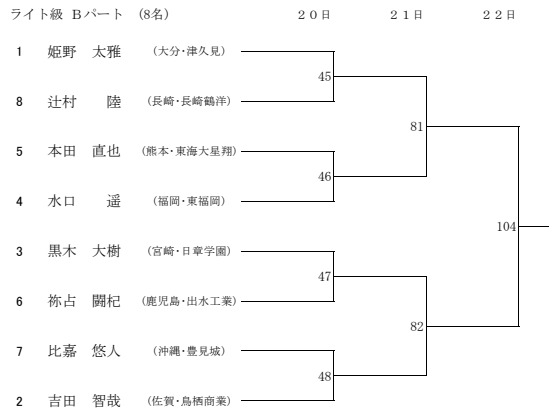 ライト級 Bパート (8名) 20日 21日 22日
1 姫野 太雅 (大分・津久見)
45
8 辻村 陸 (長崎・長崎鶴洋)
81
5 本田 直也 (熊本・東海大星翔)
46
4 水口 遥 (福岡・東福岡)
104
3 黒木 大樹 (宮崎・日章学園)
47
6 祢占 闘杞 (鹿児島・出水工業)
82
7 比嘉 悠人 (沖縄・豊見城)
48
2 吉田 智哉 (佐賀・鳥栖商業)